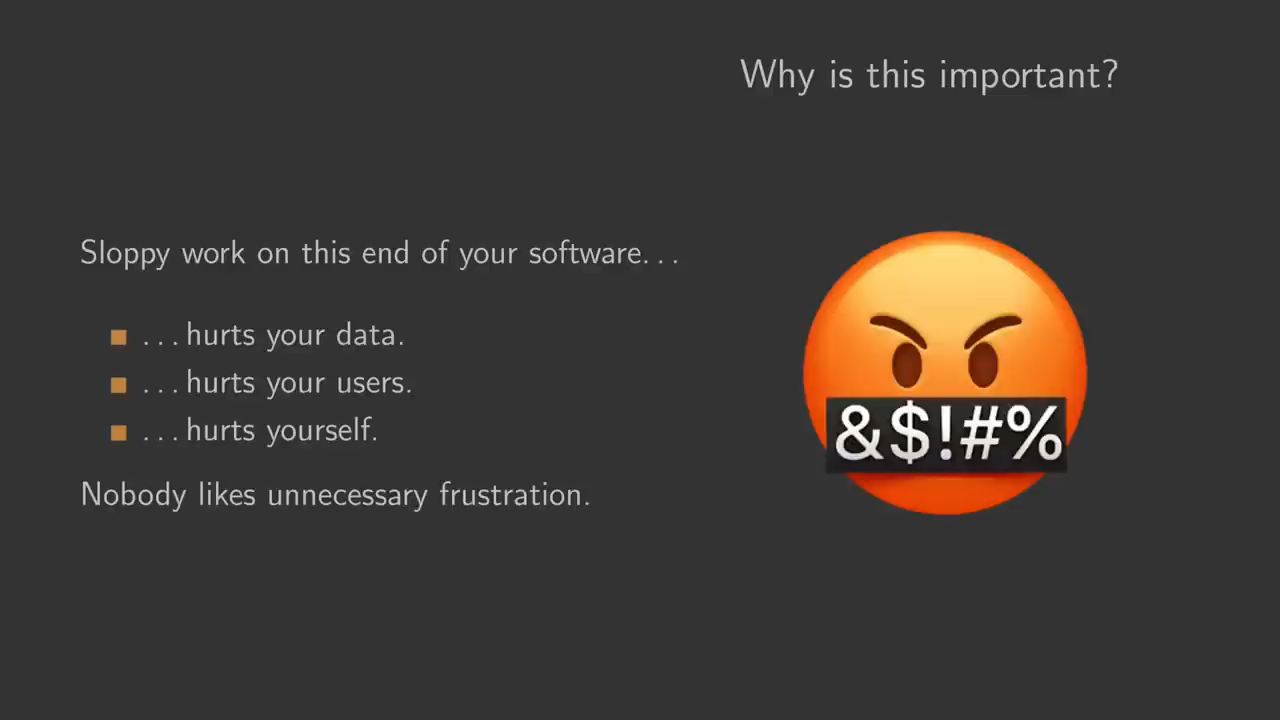 Why is this important?
Sloppy work on this end of your software...
...hurts your data.
...hurts your users.
...hurts yourself.
Nobody likes unnecessary frustration.
&$!#%